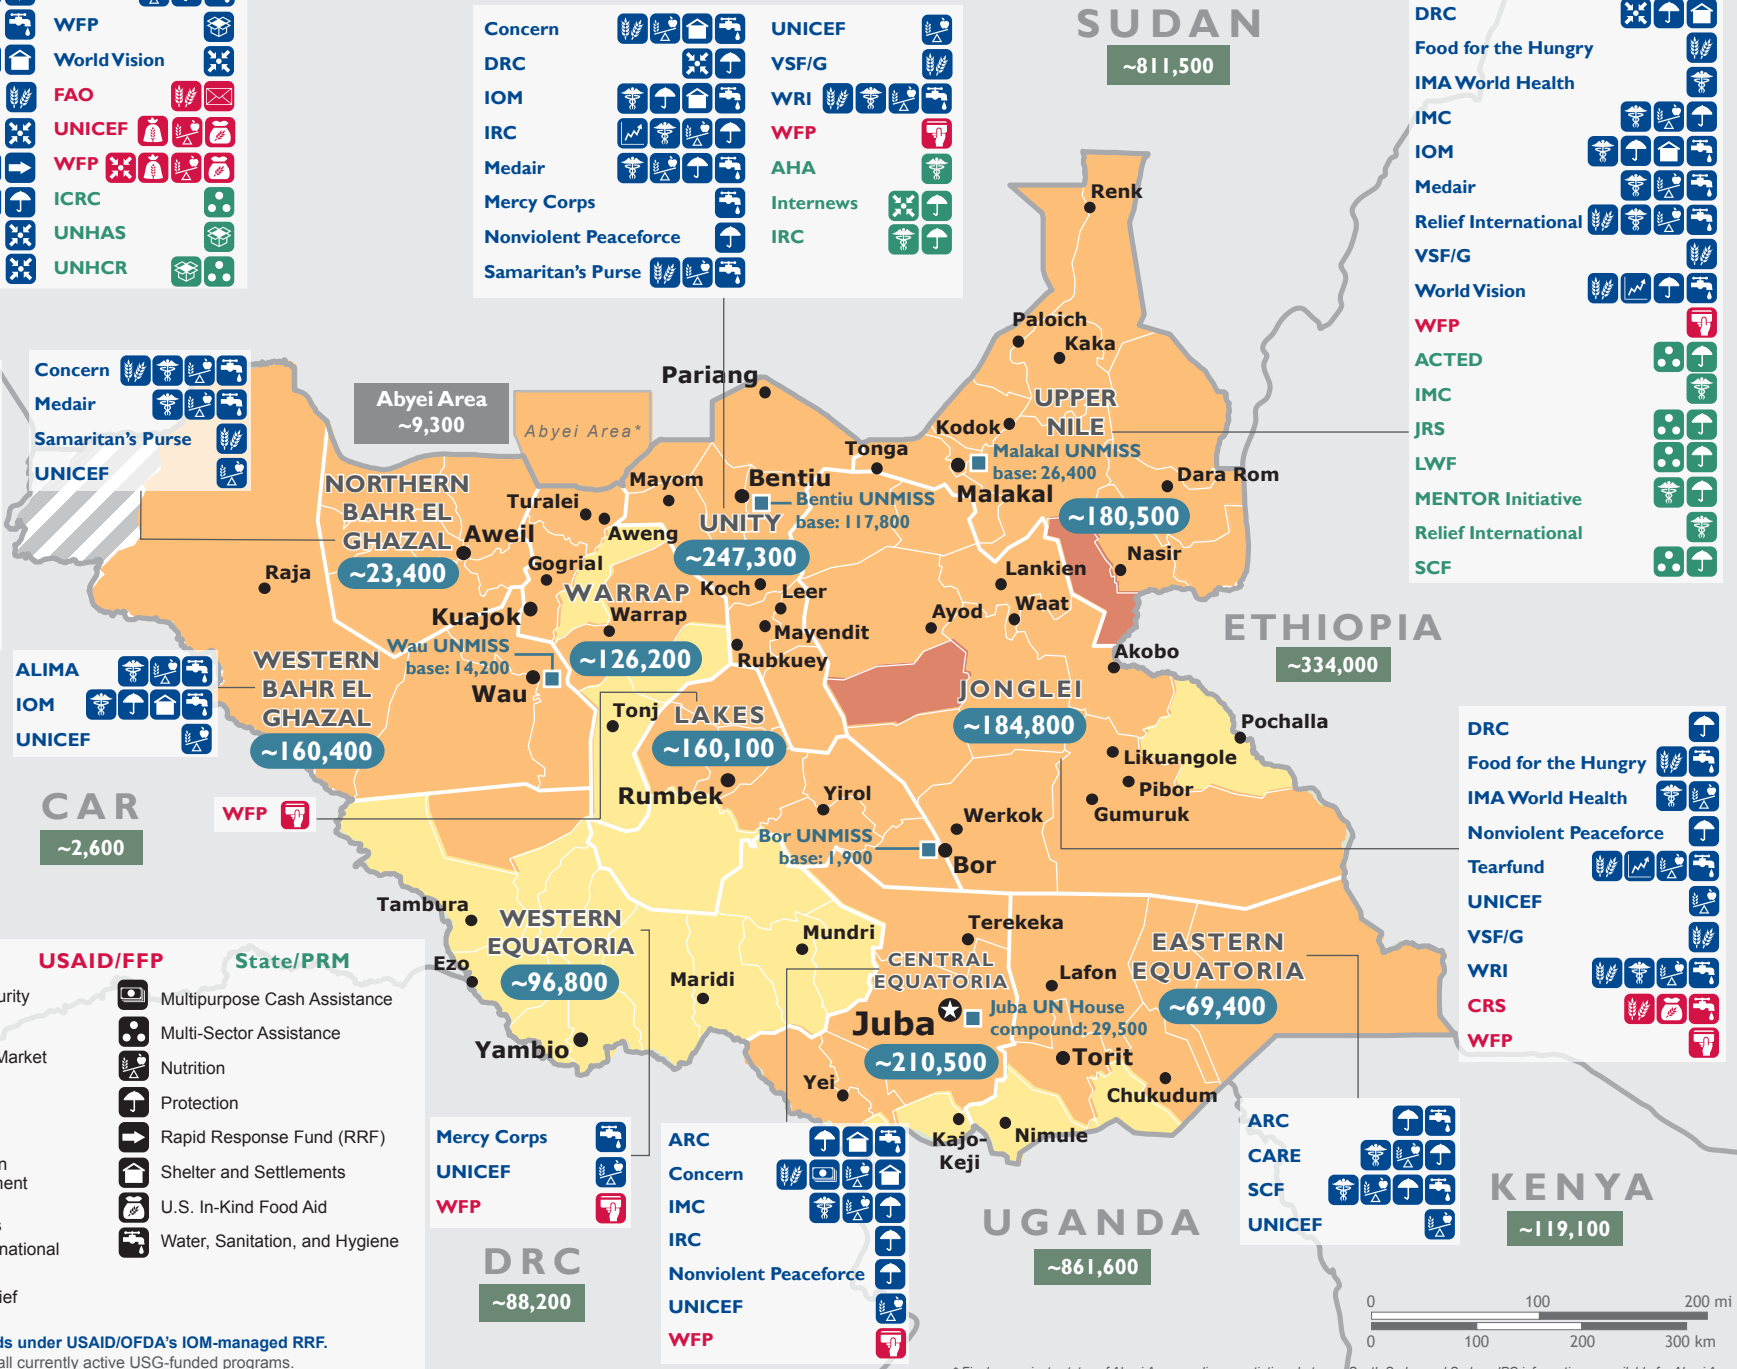 WFP
World Vision
FAO
UNICEF
WFP
ICRC
UNHAS
UNHCR
Concern
DRC
IOM
IRC
Medair
Mercy Corps
Nonviolent Peaceforce
Samaritan's Purse
UNICEF
VSF/G
WRI
WFP
AHA
Internews
IRC
SUDAN
~811,500
DRC
Food for the Hungry
IMA World Health
IMC
IOM
Medair
Relief International
VSF/G
World Vision
WFP
ACTED
IMC
JRS
LWF
MENTOR Initiative
Relief International
SCF
Concern
Medair
Samaritan's Purse
UNICEF
Abyei Area
~9,300
Abyei Area*
Pariang
Renk
Paloich
Kaka
UPPER
NILE
Kodok
Malakal UNMISS
base: 26,400
Malakal
Tonga
Dara Rom
~180,500
Nasir
NORTHERN
BAHR EL
GHAZAL
~23,400
Aweil
Raja
Turalei
Mayom
Aweng
Gogrial
Bentiu
Bentiu UNMISS
base: 117,800
UNITY
~247,300
WARRAP
Warrap
Kuajok
~126,200
Koch
Leer
Mayendit
Rubkuey
Lankien
Waat
Ayod
Akobo
ETHIOPIA
~334,000
Wau UNMISS
base: 14,200
Wau
WESTERN
BAHR EL
GHAZAL
~160,400
ALIMA
IOM
UNICEF
Tonj
LAKES
~160,100
Rumbek
Yirol
JONGLEI
~184,800
Pochalla
Likuangole
Pibor
Gumuruk
Werkok
Bor UNMISS
base: 1,900
Bor
CAR
~2,600
WFP
DRC
Food for the Hungry
IMA World Health
Nonviolent Peaceforce
Tearfund
UNICEF
VSF/G
WRI
CRS
WFP
Tambura
WESTERN
EQUATORIA
~96,800
Ezo
Yambio
Maridi
Mundri
Terekeka
CENTRAL
EQUATORIA
Juba
Juba UN House
compound: 29,500
~210,500
Lafon
EASTERN
EQUATORIA
~69,400
Torit
Chukudum
Yei
Kajo-
Keji
Nimule
USAID/FFP
State/PRM
urity
Market
n
nent
s
national
ief
Multipurpose Cash Assistance
Multi-Sector Assistance
Nutrition
Protection
Rapid Response Fund (RRF)
Shelter and Settlements
U.S. In-Kind Food Aid
Water, Sanitation, and Hygiene
ds under USAID/OFDA's IOM-managed RRF.
all currently active USG-funded programs.
Mercy Corps
UNICEF
WFP
DRC
~88,200
ARC
Concern
IMC
IRC
Nonviolent Peaceforce
UNICEF
WFP
UGANDA
~861,600
ARC
CARE
SCF
UNICEF
KENYA
~119,100
0 100 200 mi
0 100 200 300 km